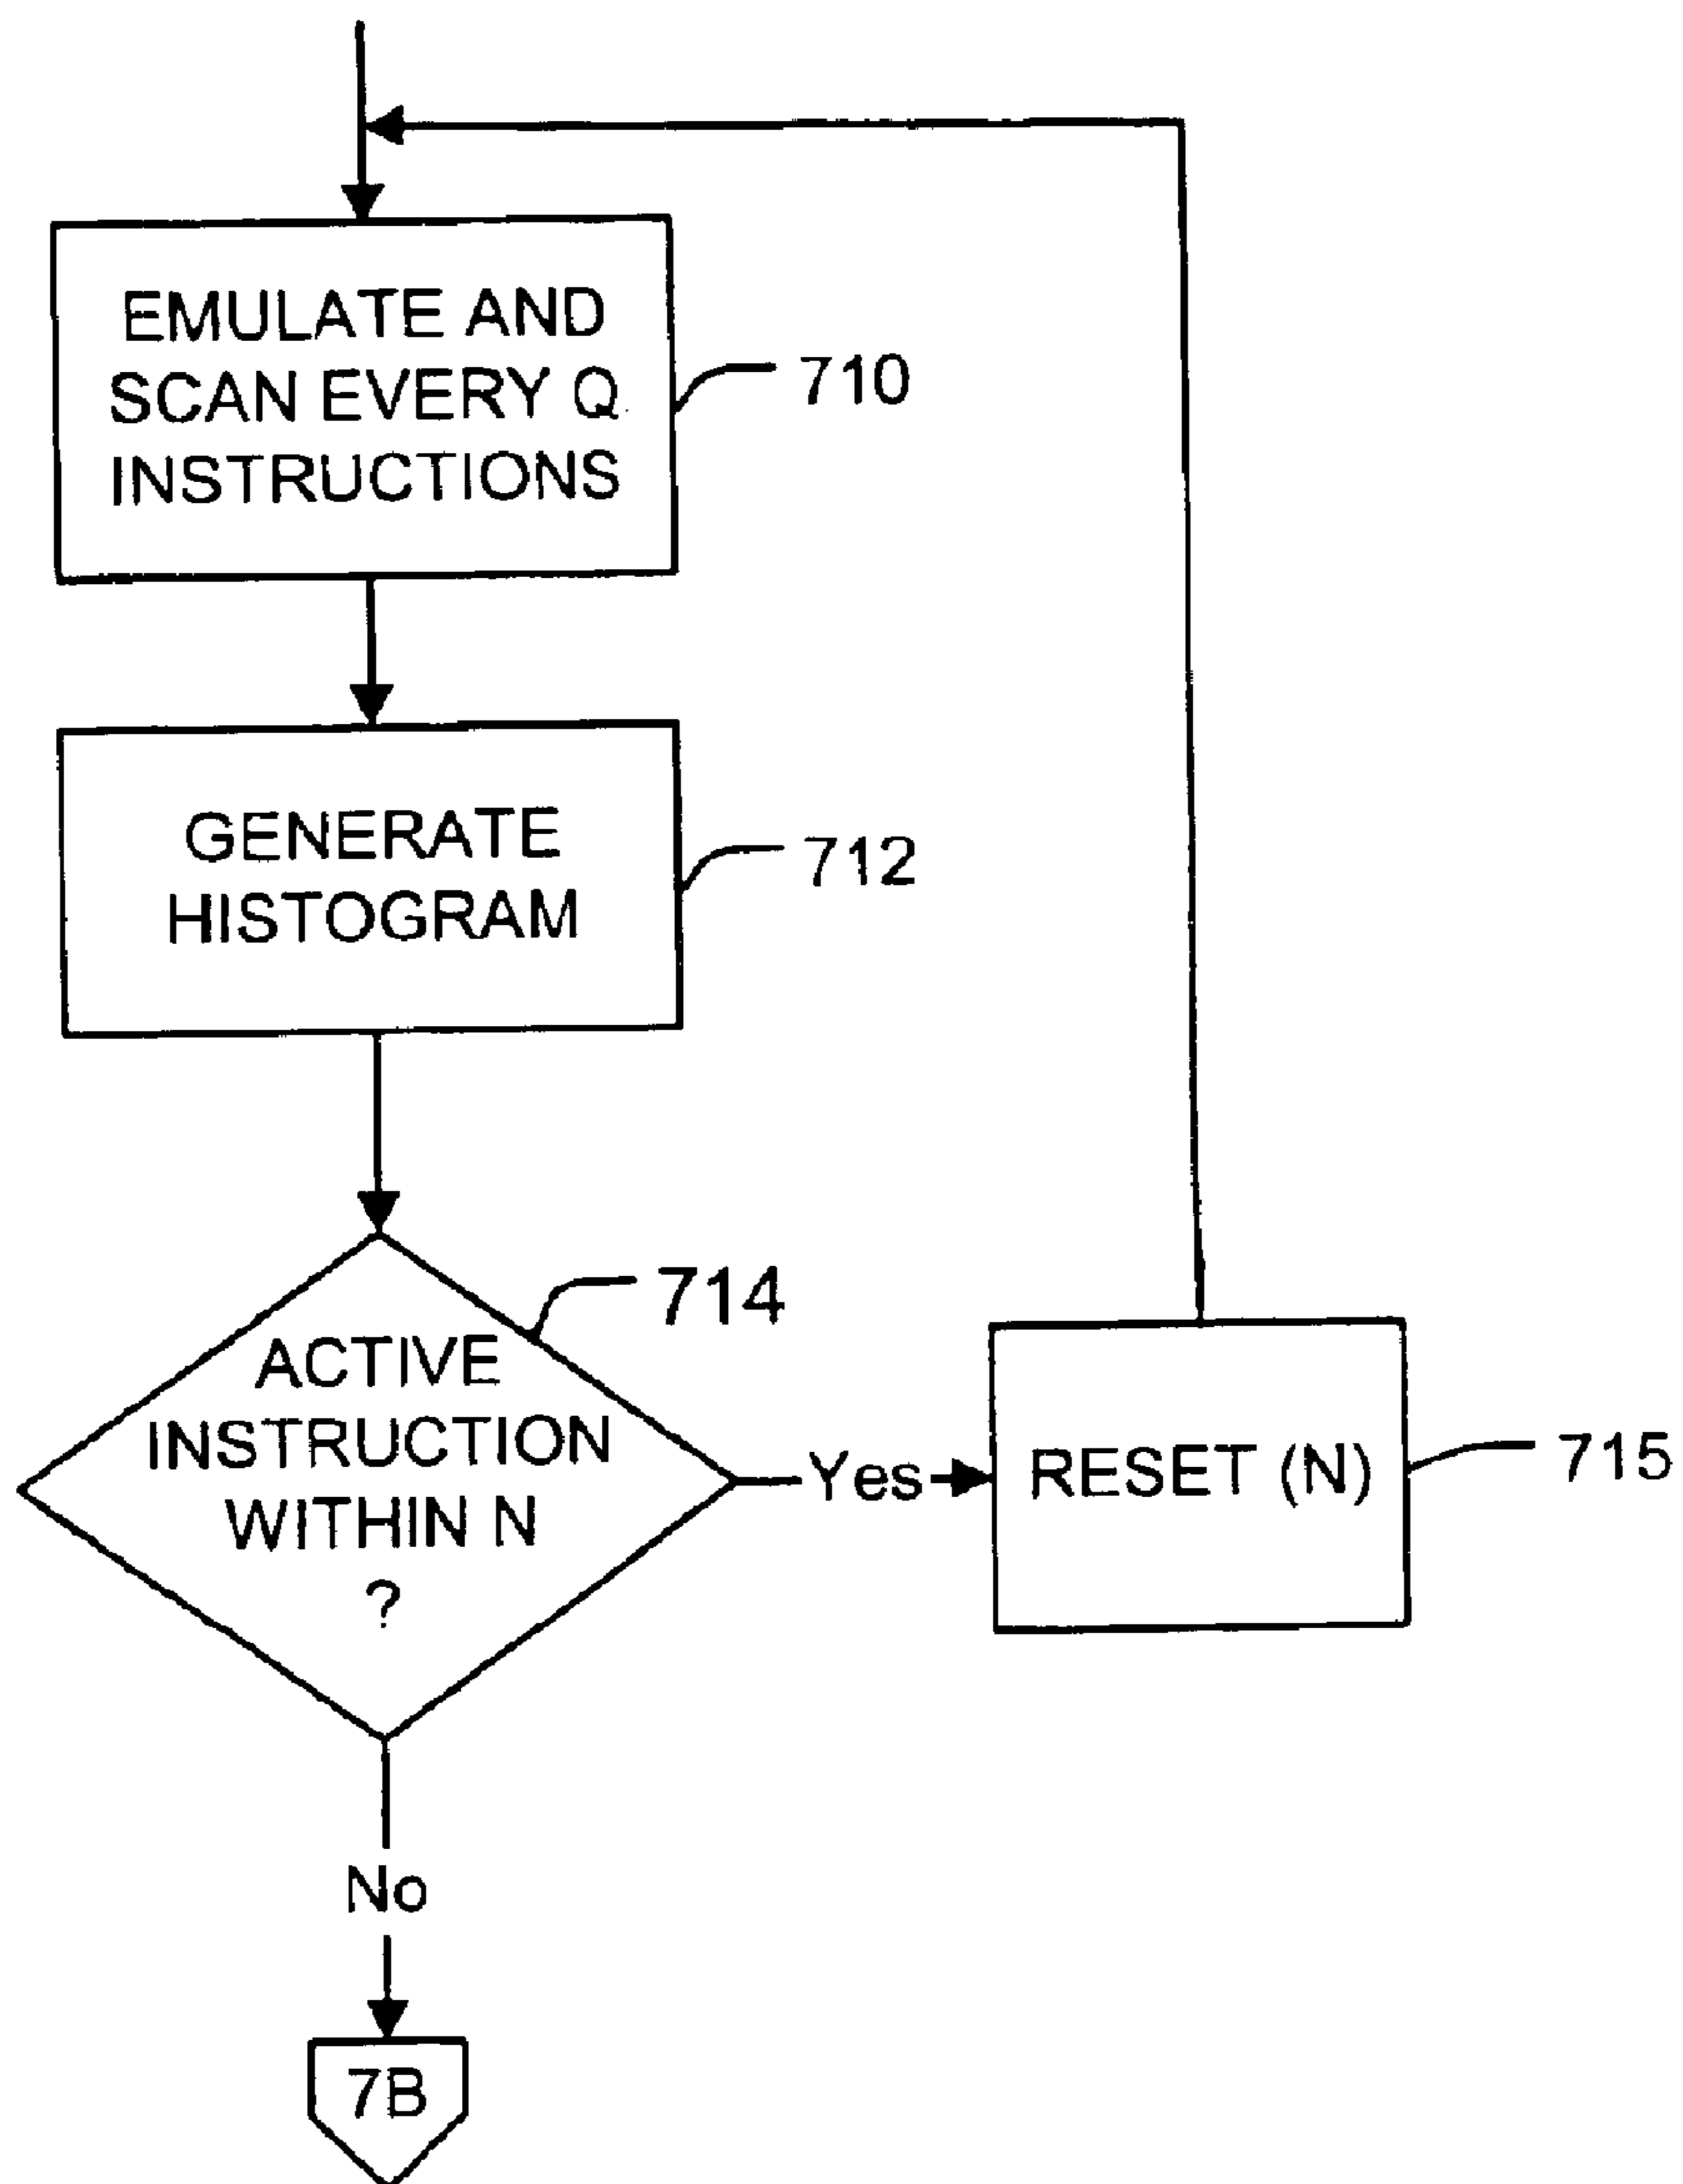 EMULATE AND
SCAN EVERY Q
INSTRUCTIONS
710
GENERATE
HISTOGRAM
712
714
ACTIVE
INSTRUCTION
WITHIN N
?
Yes
RESET (N)
715
No
7B